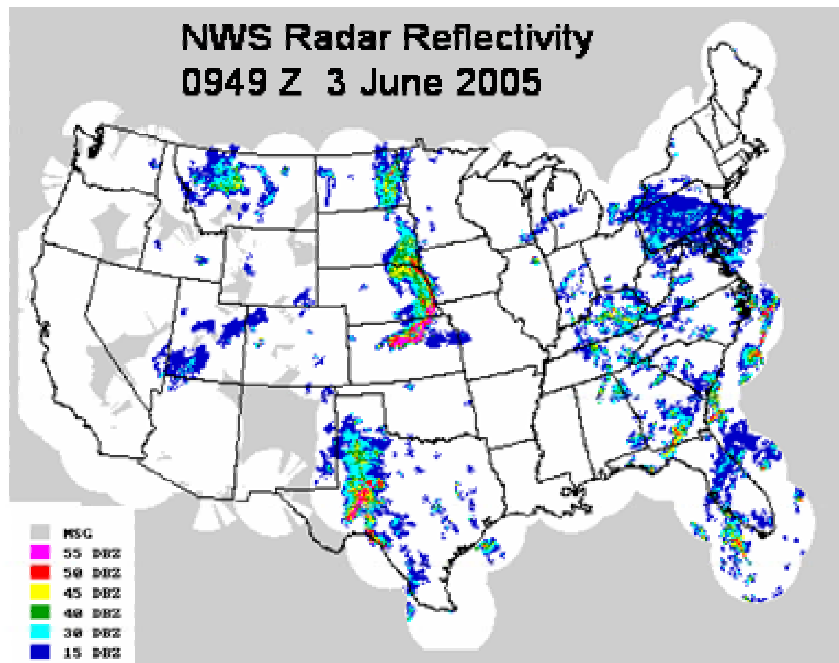 NWS Radar Reflectivity
0949 Z 3 June 2005
MSG
55 DBZ
50 DBZ
45 DBZ
40 DBZ
30 DBZ
15 DBZ